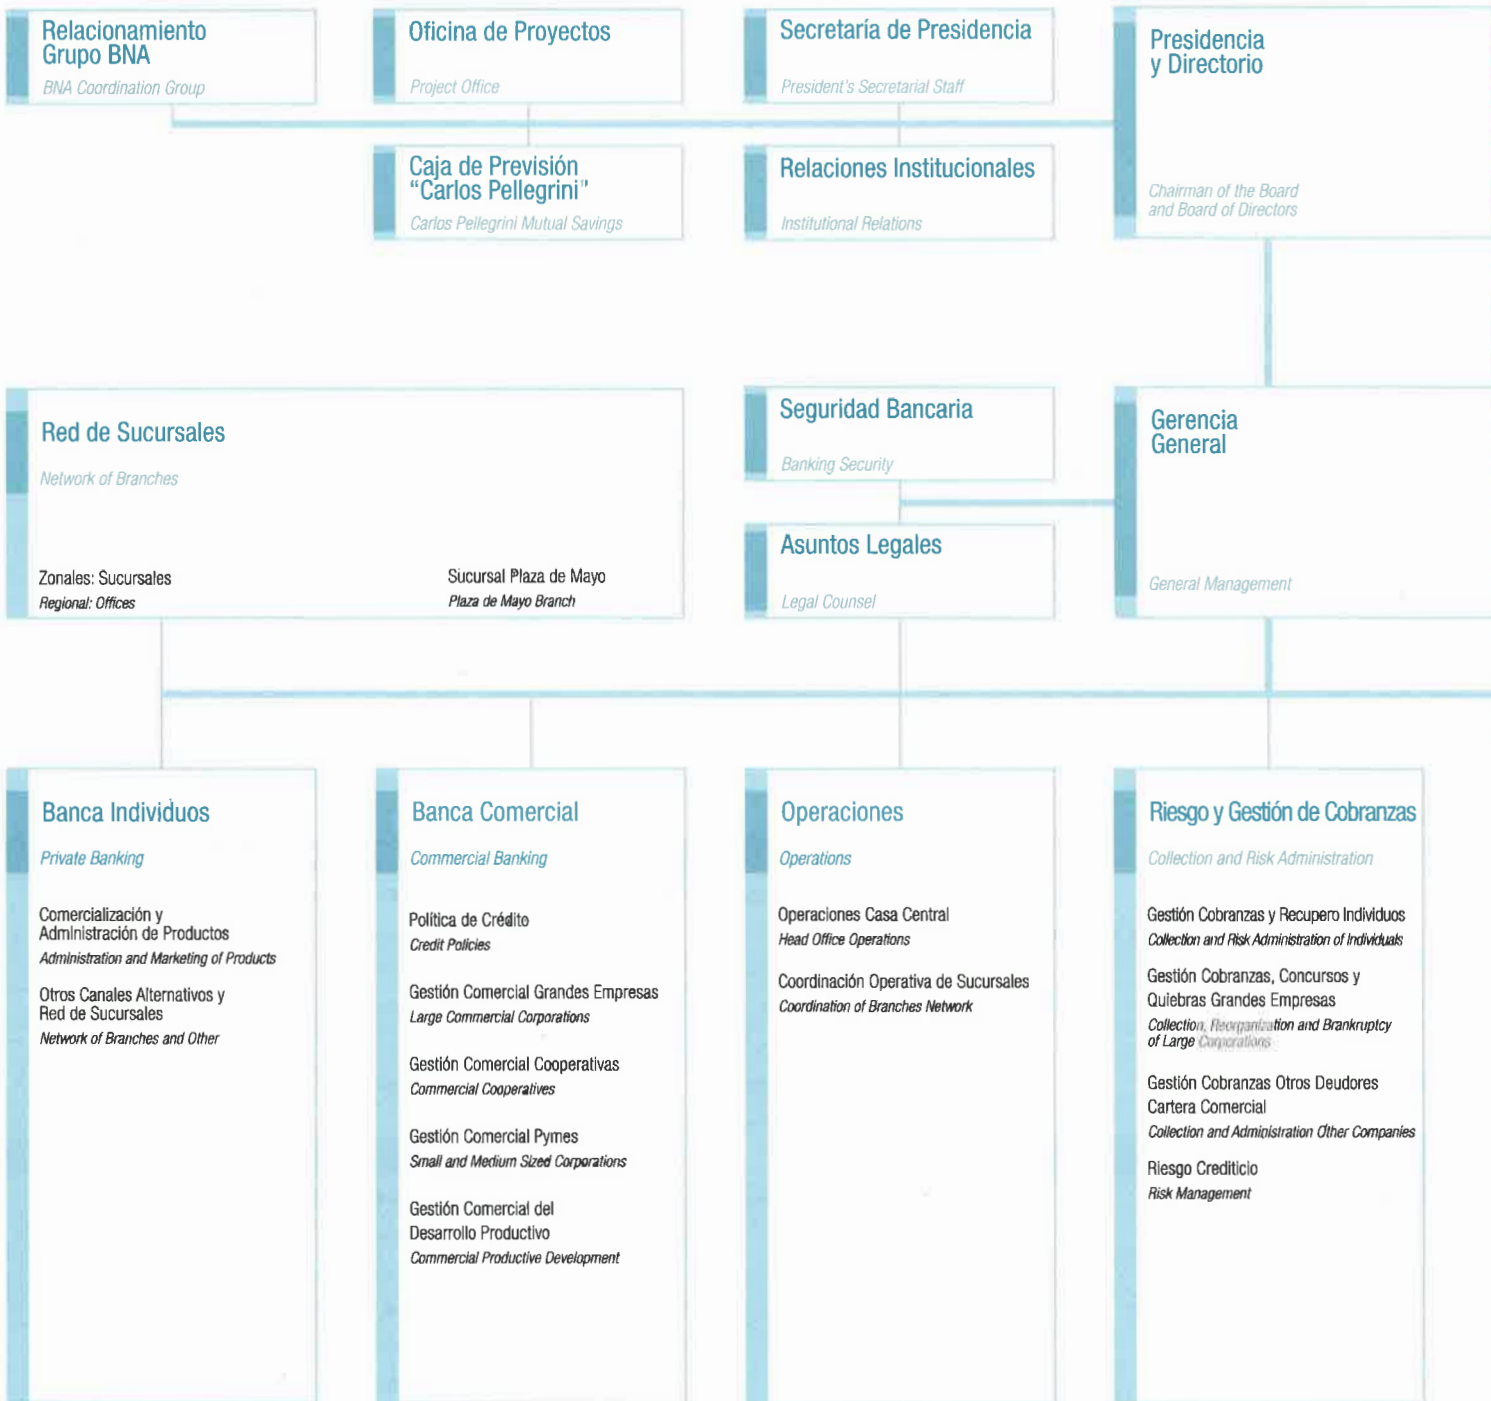 Relacionamiento
Grupo BNA
BNA Coordination Group
Oficina de Proyectos
Project Office
Secretaría de Presidencia
President's Secretarial Staff
Presidencia
y Directorio
Chairman of the Board
and Board of Directors
Caja de Previsión
“Carlos Pellegrini”
Carlos Pellegrini Mutual Savings
Relaciones Institucionales
Institutional Relations
Red de Sucursales
Network of Branches
Zonales: Sucursales
Regional: Offices
Sucursal Plaza de Mayo
Plaza de Mayo Branch
Seguridad Bancaria
Banking Security
Asuntos Legales
Legal Counsel
Gerencia
General
General Management
Banca Individuos
Private Banking
Comercialización y
Administración de Productos
Administration and Marketing of Products
Otros Canales Alternativos y
Red de Sucursales
Network of Branches and Other
Banca Comercial
Commercial Banking
Política de Crédito
Credit Policies
Gestión Comercial Grandes Empresas
Large Commercial Corporations
Gestión Comercial Cooperativas
Commercial Cooperatives
Gestión Comercial Pymes
Small and Medium Sized Corporations
Gestión Comercial del
Desarrollo Productivo
Commercial Productive Development
Operaciones
Operations
Operaciones Casa Central
Head Office Operations
Coordinación Operativa de Sucursales
Coordination of Branches Network
Riesgo y Gestión de Cobranzas
Collection and Risk Administration
Gestión Cobranzas y Recupero Individuos
Collection and Risk Administration of Individuals
Gestión Cobranzas, Concursos y
Quiebras Grandes Empresas
Collection, Reorganization and Brankruptcy
of Large Corporations
Gestión Cobranzas Otros Deudores
Cartera Comercial
Collection and Administration Other Companies
Riesgo Crediticio
Risk Management